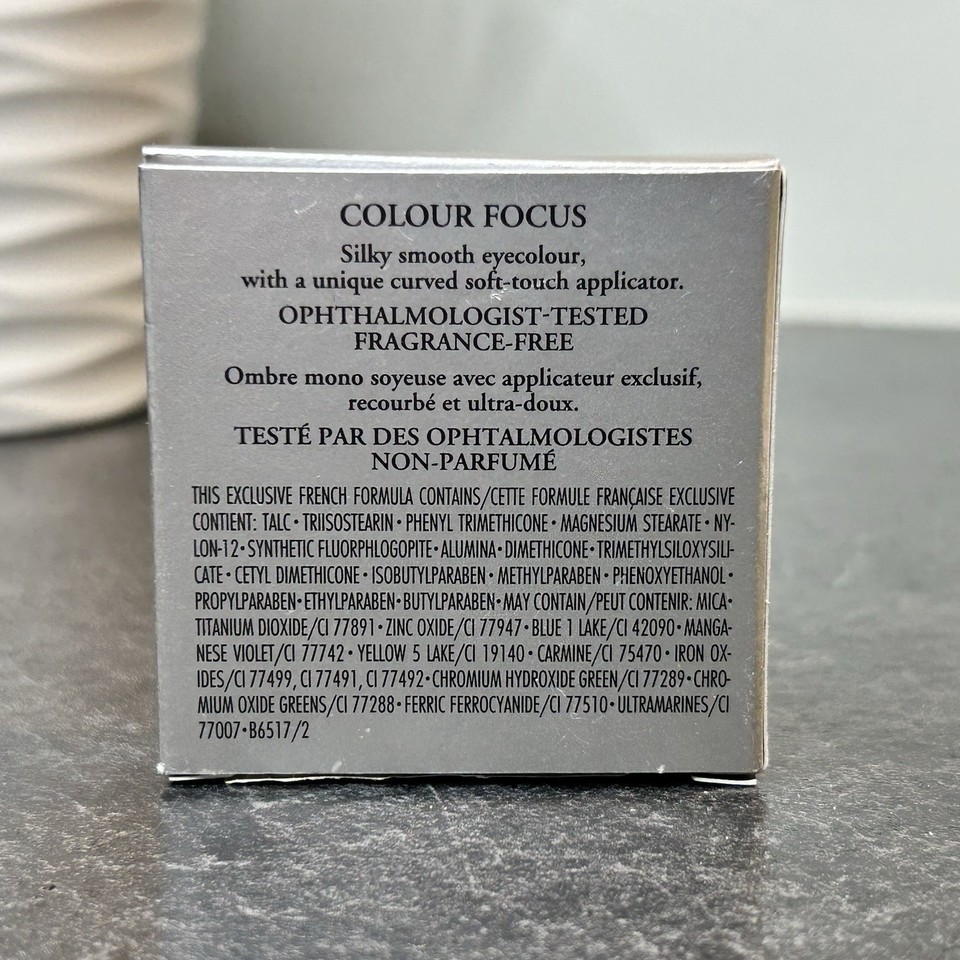 COLOUR FOCUS
Silky smooth eyecolour,
with a unique curved soft-touch applicator.
OPHTHALMOLOGIST-TESTED
FRAGRANCE-FREE
Ombre mono soyeuse avec applicateur exclusif,
recourbé et ultra-doux.
TESTÉ PAR DES OPHTALMOLOGISTES
NON-PARFUMÉ
THIS EXCLUSIVE FRENCH FORMULA CONTAINS/CETTE FORMULE FRANÇAISE EXCLUSIVE
CONTIENT: TALC • TRIISOSTEARIN • PHENYL TRIMETHICONE • MAGNESIUM STEARATE • NY-
LON-12 • SYNTHETIC FLUORPHLOGOPITE • ALUMINA • DIMETHICONE • TRIMETHYLSILOXYSILI-
CATE • CETYL DIMETHICONE • ISOBUTYLPARABEN • METHYLPARABEN • PHENOXYETHANOL •
PROPYLPARABEN • ETHYLPARABEN • BUTYLPARABEN • MAY CONTAIN/PEUT CONTENIR: MICA •
TITANIUM DIOXIDE/CI 77891 • ZINC OXIDE/CI 77947 • BLUE 1 LAKE/CI 42090 • MANGA-
NESE VIOLET/CI 77742 • YELLOW 5 LAKE/CI 19140 • CARMINE/CI 75470 • IRON OX-
IDES/CI 77499, CI 77491, CI 77492 • CHROMIUM HYDROXIDE GREEN/CI 77289 • CHRO-
MIUM OXIDE GREENS/CI 77288 • FERRIC FERROCYANIDE/CI 77510 • ULTRAMARINES/CI
77007 • B6517/2